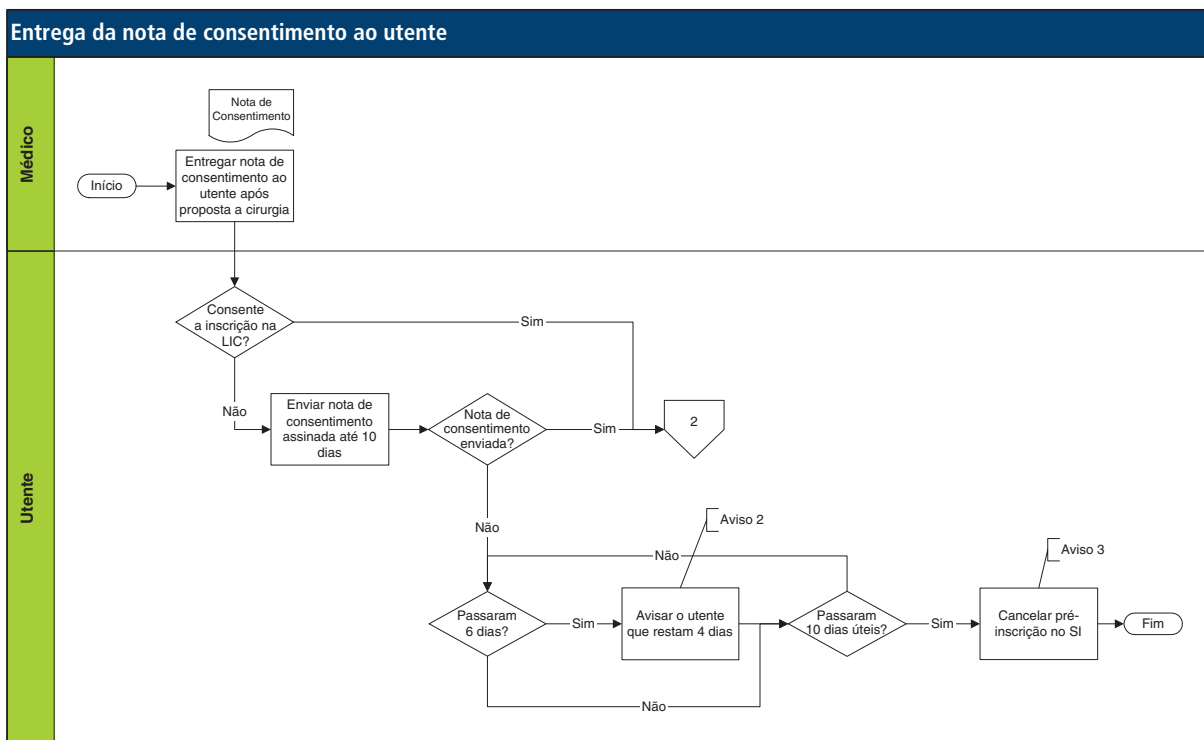 Entrega da nota de consentimento ao utente
Médico
Nota de
Consentimento
Início
Entregar nota de
consentimento ao
utente após
proposta a cirurgia
Utente
Consente
a inscrição na
LIC?
Sim
Não
Enviar nota de
consentimento
assinada até 10
dias
Nota de
consentimento
enviada?
Sim
2
Não
Aviso 2
Não
Aviso 3
Passaram
6 dias?
Sim
Avisar o utente
que restam 4 dias
Passaram
10 dias úteis?
Sim
Cancelar pré-
inscrição no SI
Fim
Não